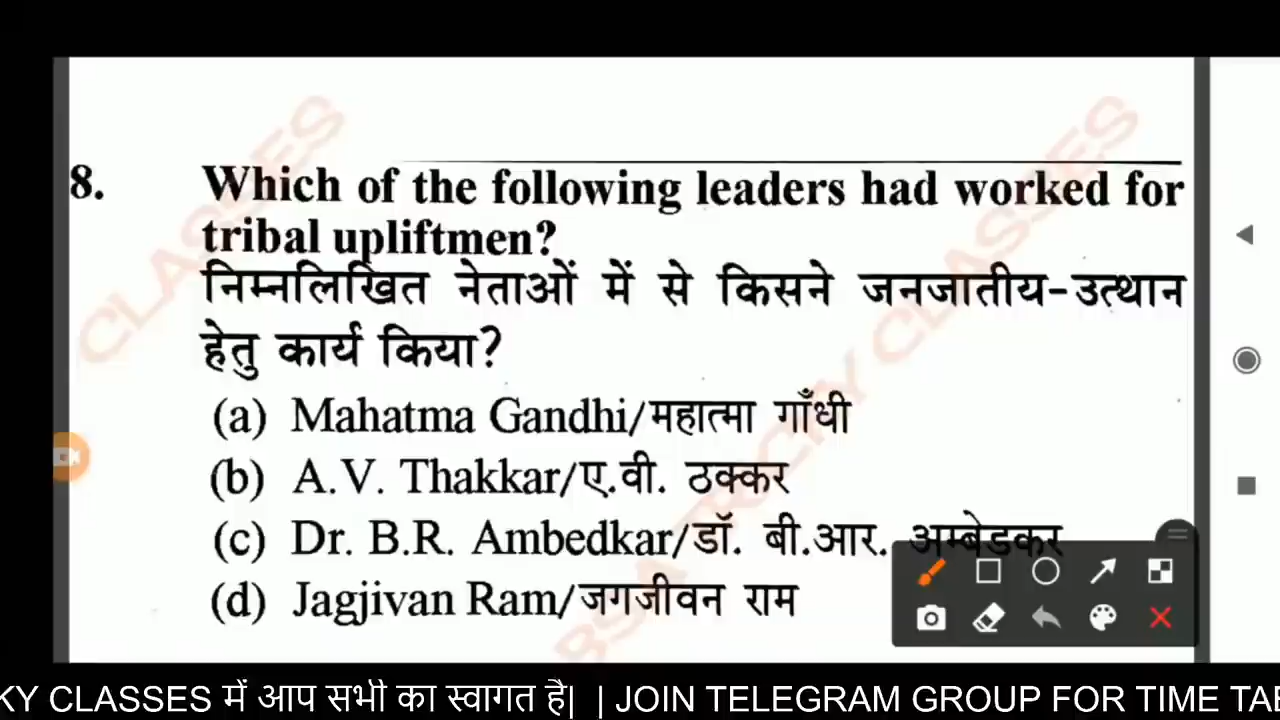 8. Which of the following leaders had worked for
tribal upliftmen?
निम्नलिखित नेताओं में से किसने जनजातीय-उत्थान
हेतु कार्य किया?
(a) Mahatma Gandhi/महात्मा गाँधी
(b) A.V. Thakkar/ए.वी. ठक्कर
(c) Dr. B.R. Ambedkar/डॉ. बी.आर. अम्बेडकर
(d) Jagjivan Ram/जगजीवन राम
CLASSES
CLASSES
KY CLASSES में आप सभी का स्वागत है| | JOIN TELEGRAM GROUP FOR TIME TAB